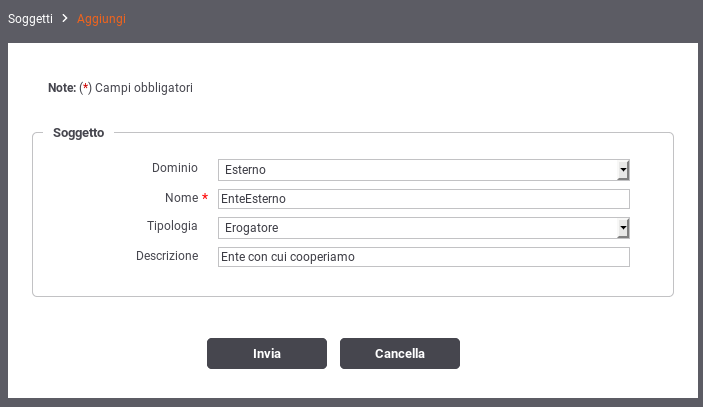 Soggetti > Aggiungi
Note: (*) Campi obbligatori
Soggetto
Dominio Esterno
Nome * EnteEsterno
Tipologia Erogatore
Descrizione Ente con cui cooperiamo
Invia Cancella